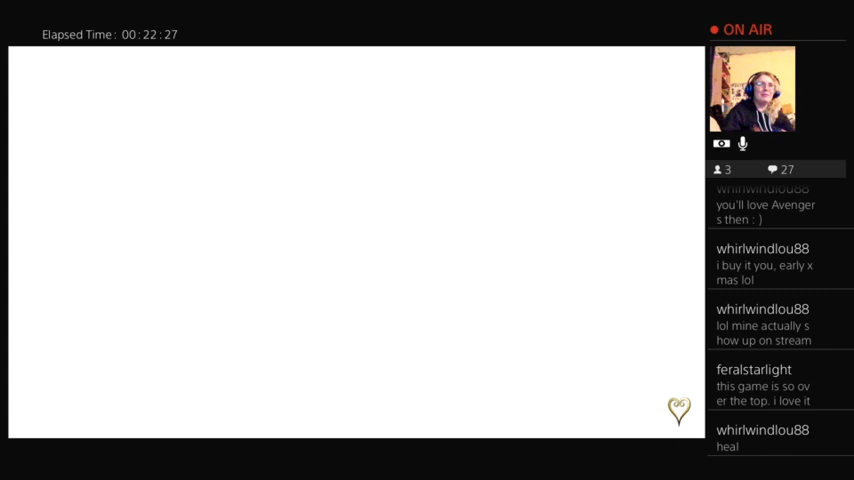 Elapsed Time: 00:22:27
ON AIR
3 27
whirlwindlou88
you'll love Avenger
s then : )
whirlwindlou88
i buy it you, early x
mas lol
whirlwindlou88
lol mine actually s
how up on stream
feralstarlight
this game is so ov
er the top. i love it
whirlwindlou88
heal